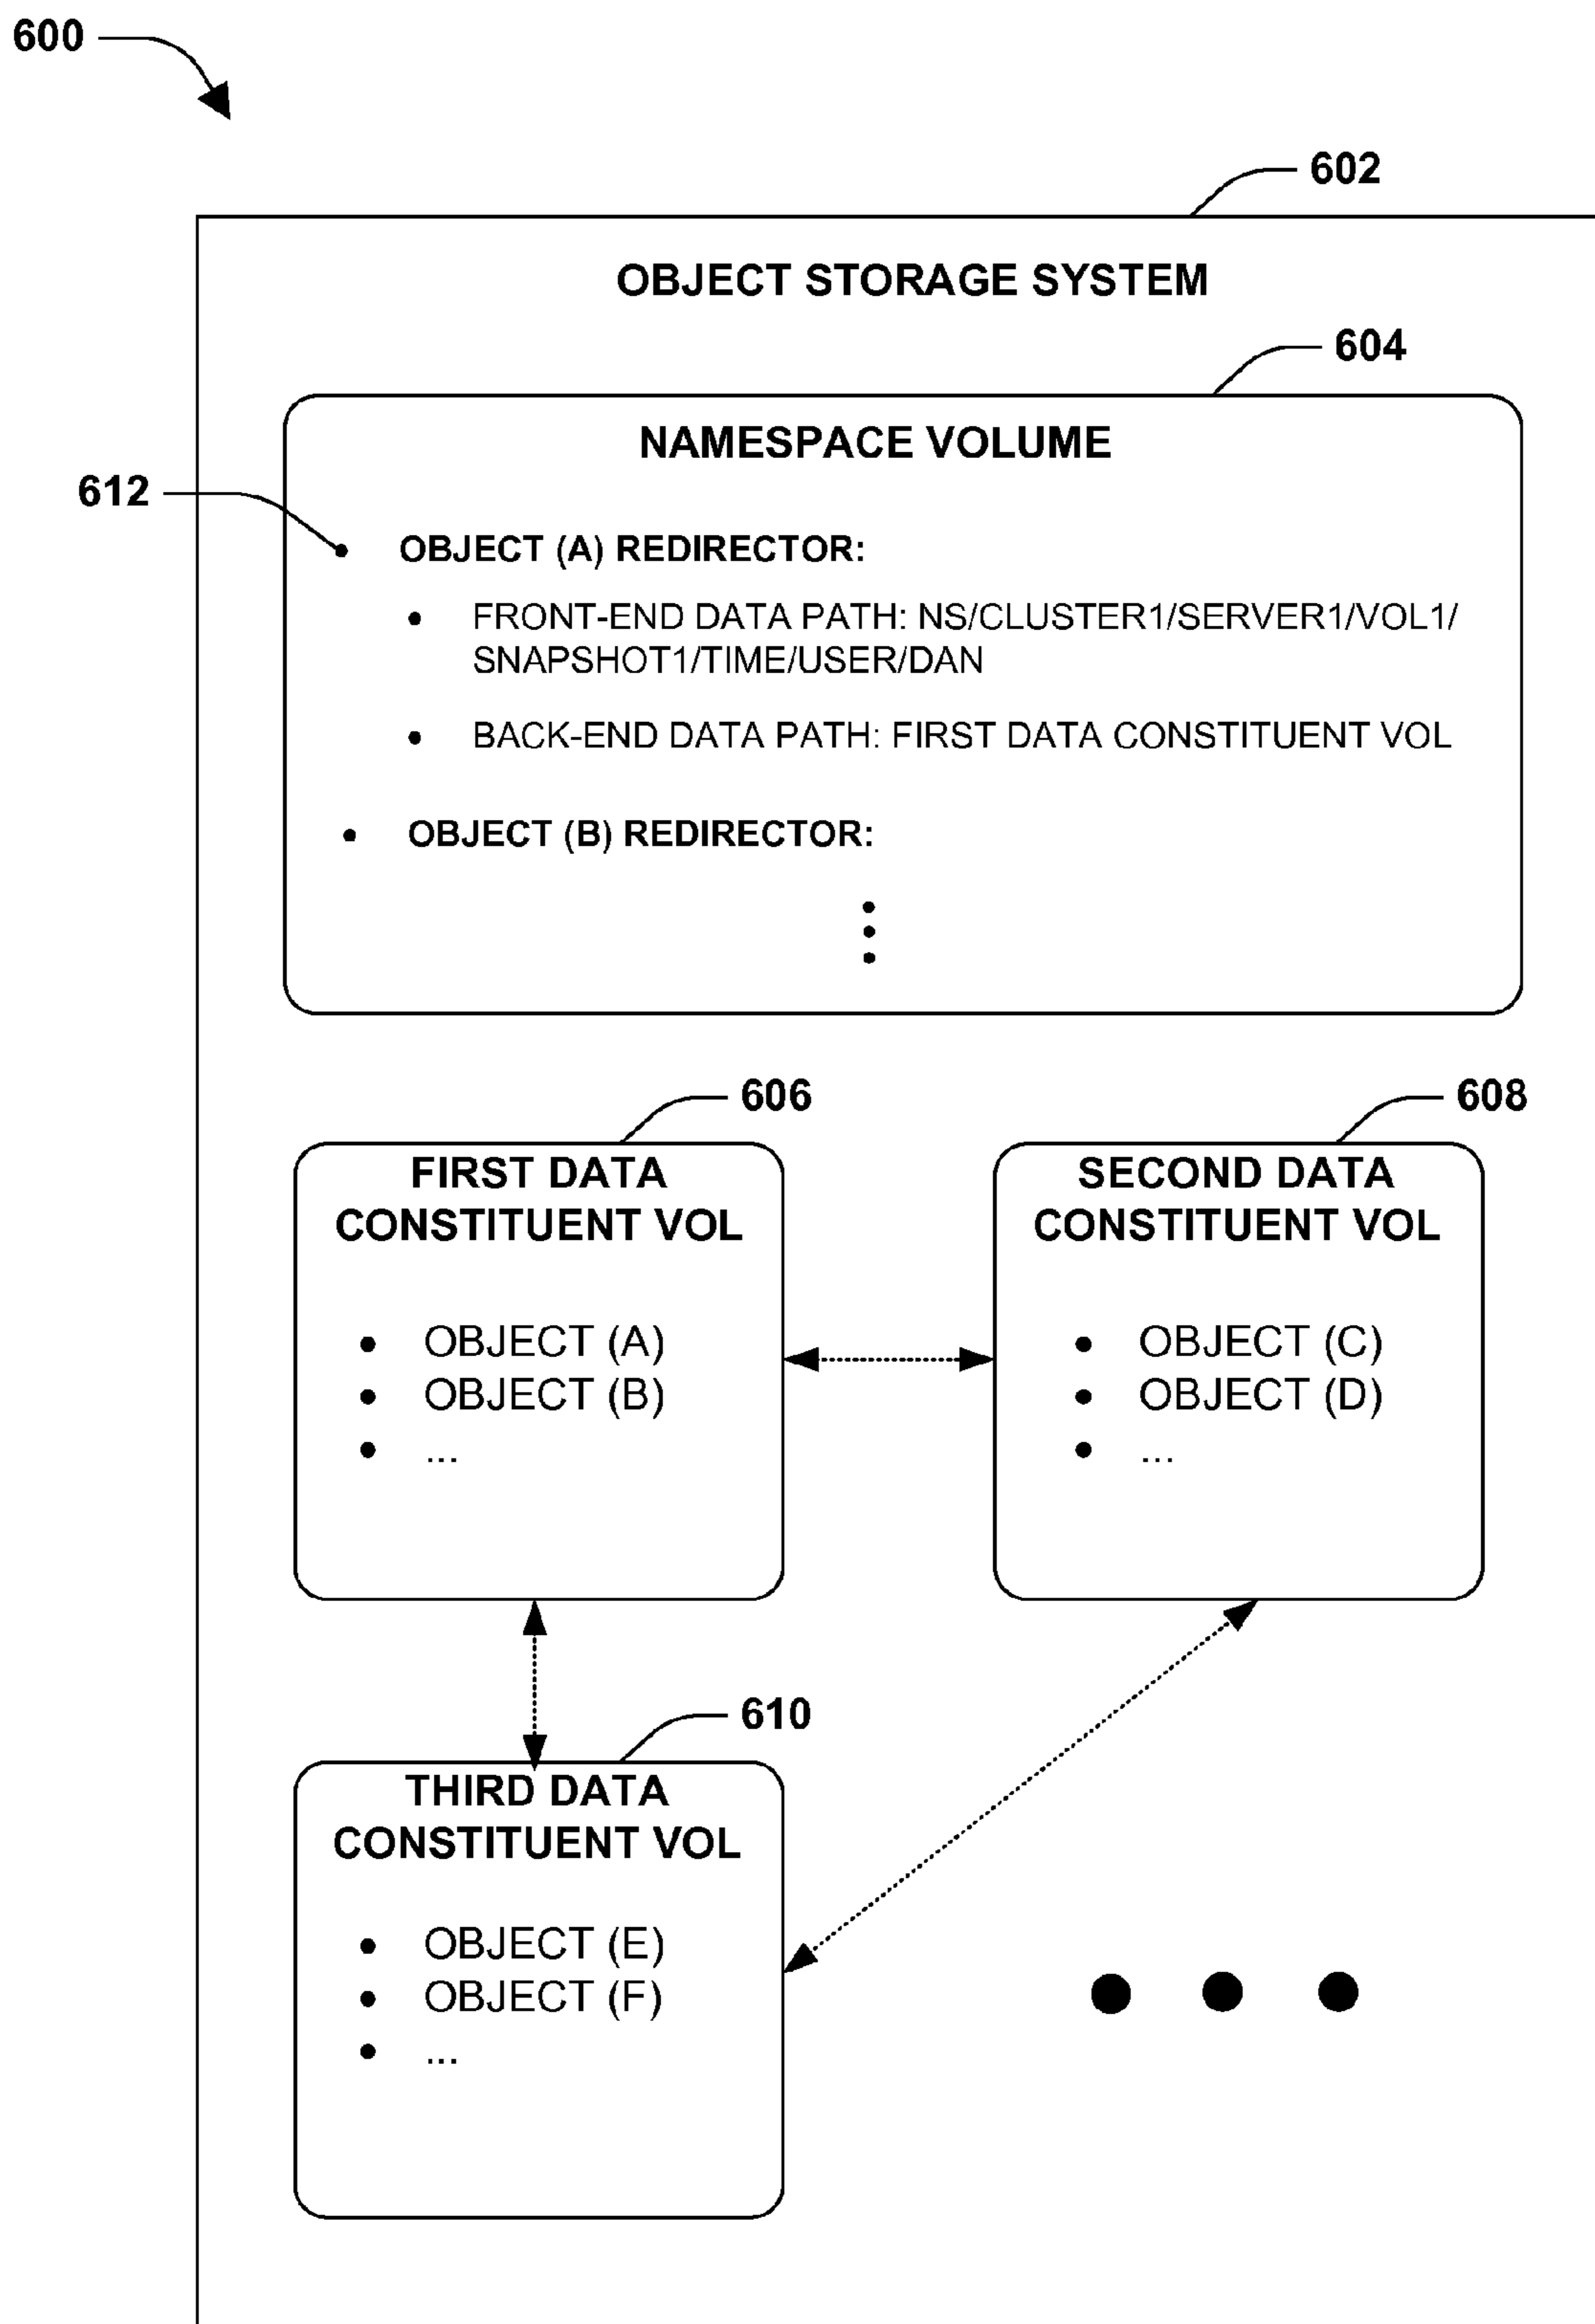 600
602
OBJECT STORAGE SYSTEM
604
NAMESPACE VOLUME
612
• OBJECT (A) REDIRECTOR:
• FRONT-END DATA PATH: NS/CLUSTER1/SERVER1/VOL1/
SNAPSHOT1/TIME/USER/DAN
• BACK-END DATA PATH: FIRST DATA CONSTITUENT VOL
• OBJECT (B) REDIRECTOR:
606
FIRST DATA
CONSTITUENT VOL
• OBJECT (A)
• OBJECT (B)
• ...
608
SECOND DATA
CONSTITUENT VOL
• OBJECT (C)
• OBJECT (D)
• ...
610
THIRD DATA
CONSTITUENT VOL
• OBJECT (E)
• OBJECT (F)
• ...